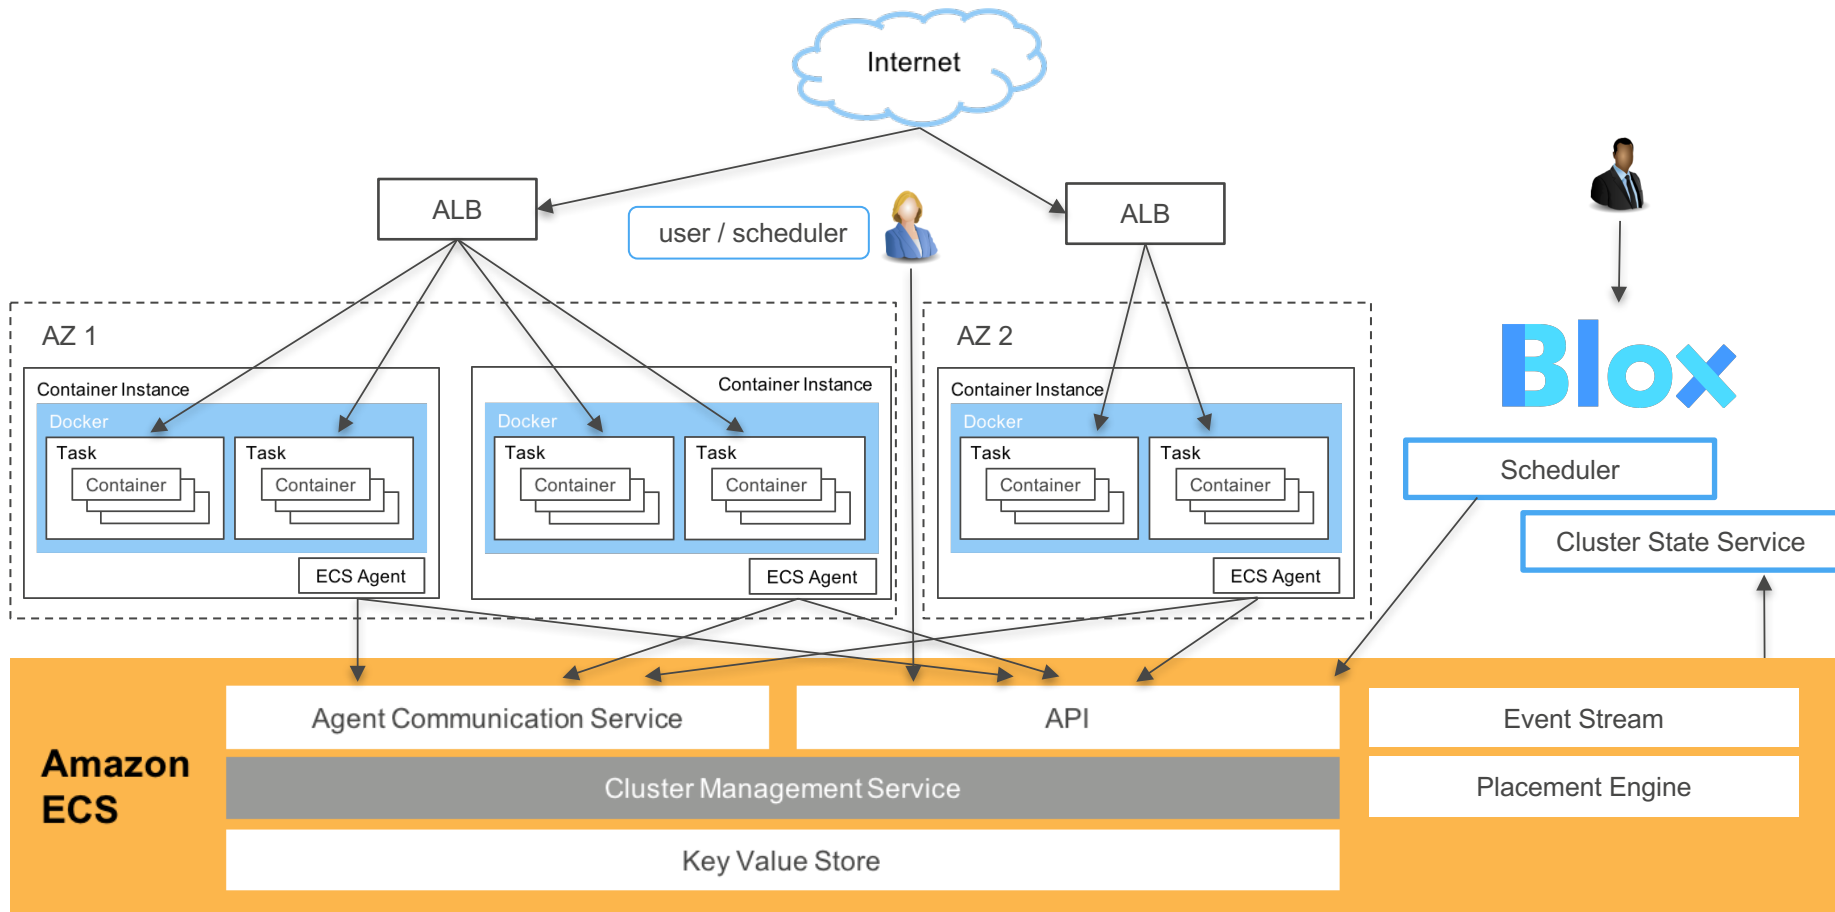 Internet
ALB
user / scheduler
ALB
AZ 1
AZ 2
Blox
Container Instance
Docker
Task
Container
Task
Container
ECS Agent
Container Instance
Docker
Task
Container
Task
Container
ECS Agent
Container Instance
Docker
Task
Container
Task
Container
ECS Agent
Scheduler
Cluster State Service
Amazon
ECS
Agent Communication Service
API
Cluster Management Service
Key Value Store
Event Stream
Placement Engine